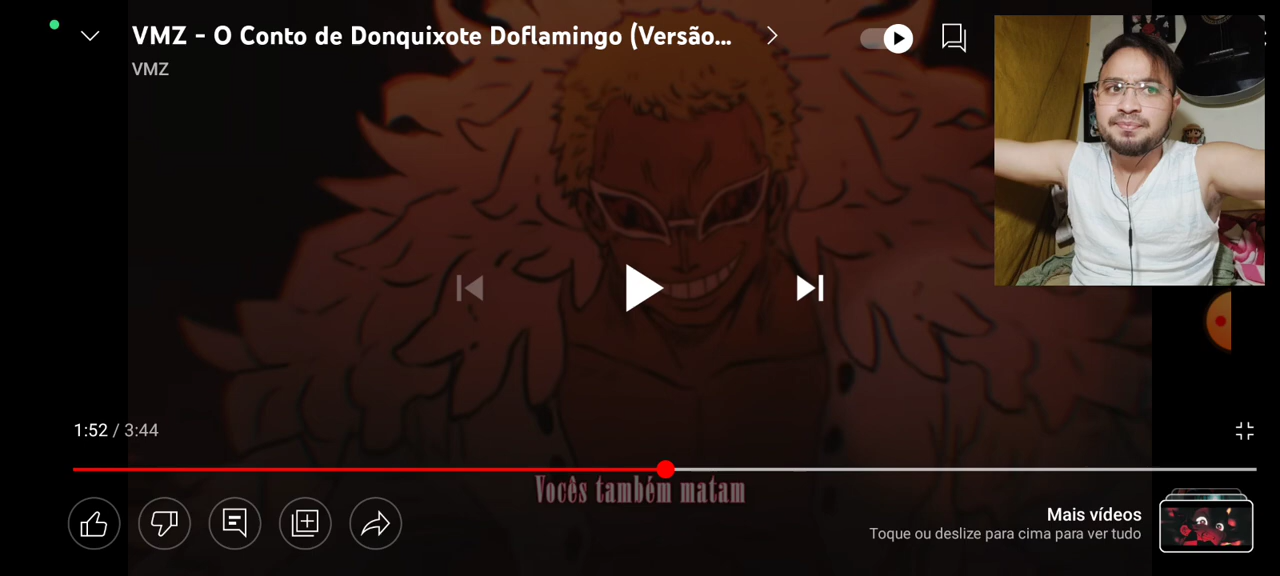 VMZ - O Conto de Donquixote Doflamingo (Versão...
VMZ
1:52 / 3:44
Vocês também matam
Mais vídeos
Toque ou deslize para cima para ver tudo